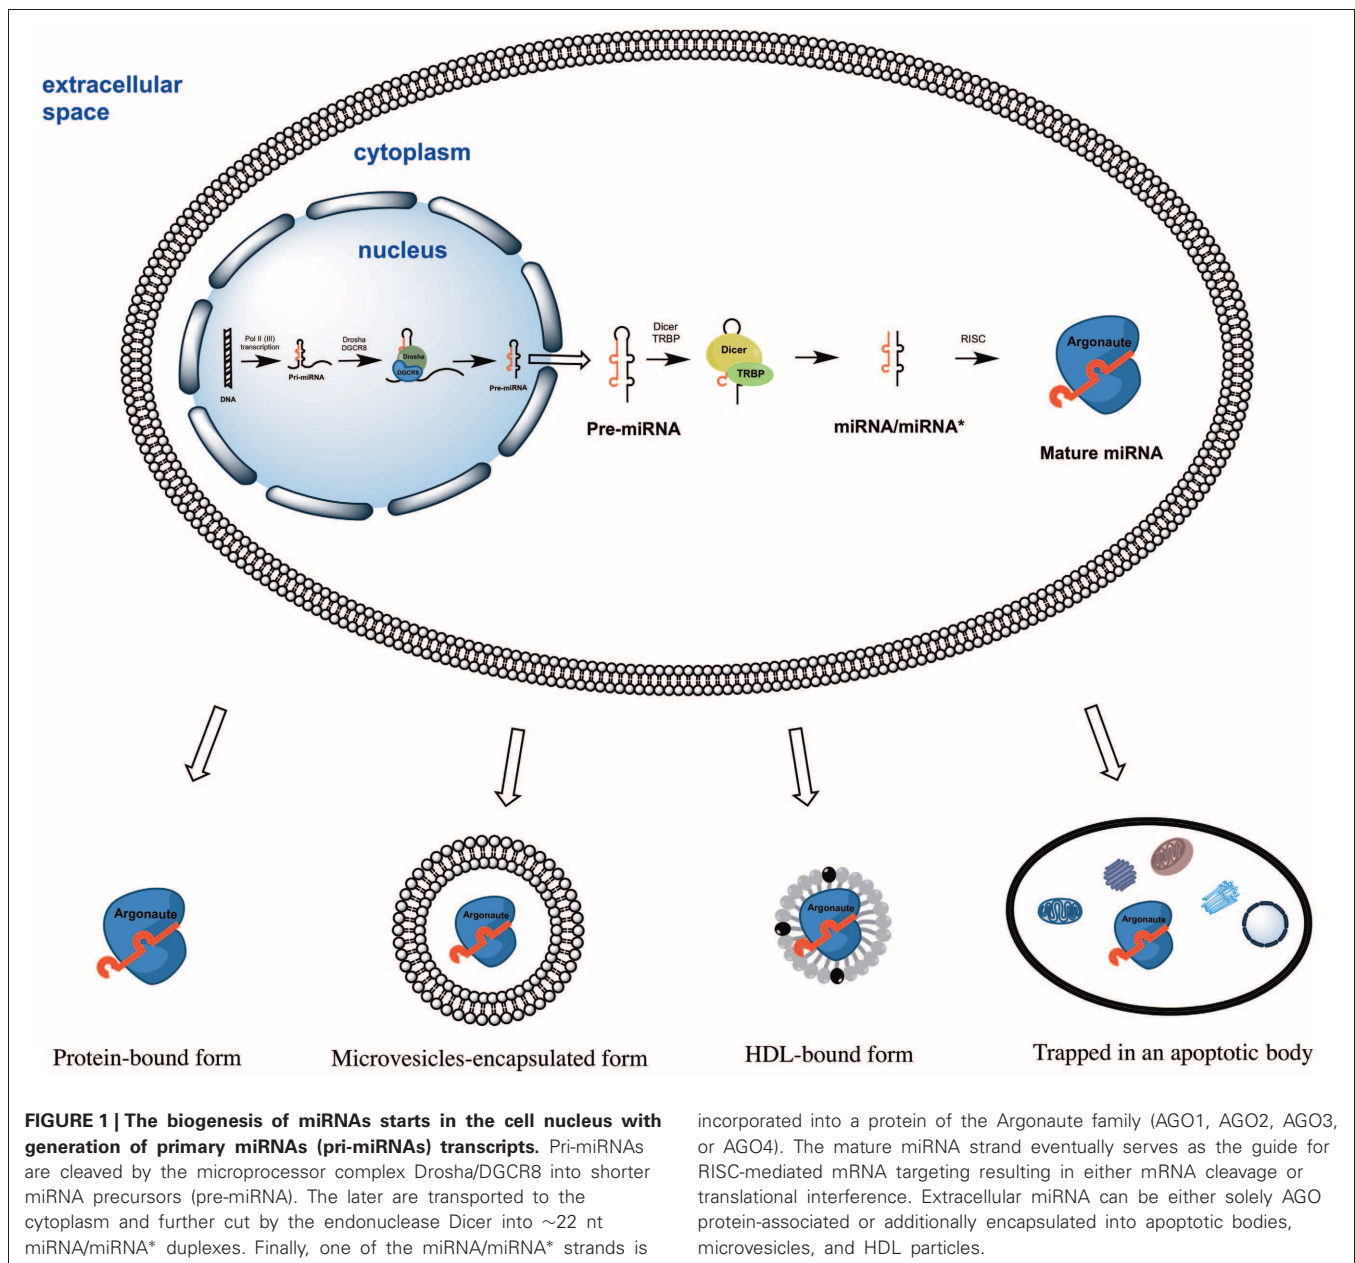 extracellular
space
cytoplasm
nucleus
Pol II (III)
transcription
Drosha
DGCR8
Drosha
DGCR8
DNA
Pri-miRNA
Pre-miRNA
Pre-miRNA
Dicer
TRBP
Dicer
TRBP
miRNA/miRNA*
RISC
Argonaute
Mature miRNA
Argonaute
Argonaute
Argonaute
Argonaute
Protein-bound form
Microvesicles-encapsulated form
HDL-bound form
Trapped in an apoptotic body
FIGURE 1 | The biogenesis of miRNAs starts in the cell nucleus with
generation of primary miRNAs (pri-miRNAs) transcripts. Pri-miRNAs
are cleaved by the microprocessor complex Drosha/DGCR8 into shorter
miRNA precursors (pre-miRNA). The later are transported to the
cytoplasm and further cut by the endonuclease Dicer into ~22 nt
miRNA/miRNA* duplexes. Finally, one of the miRNA/miRNA* strands is
incorporated into a protein of the Argonaute family (AGO1, AGO2, AGO3,
or AGO4). The mature miRNA strand eventually serves as the guide for
RISC-mediated mRNA targeting resulting in either mRNA cleavage or
translational interference. Extracellular miRNA can be either solely AGO
protein-associated or additionally encapsulated into apoptotic bodies,
microvesicles, and HDL particles.